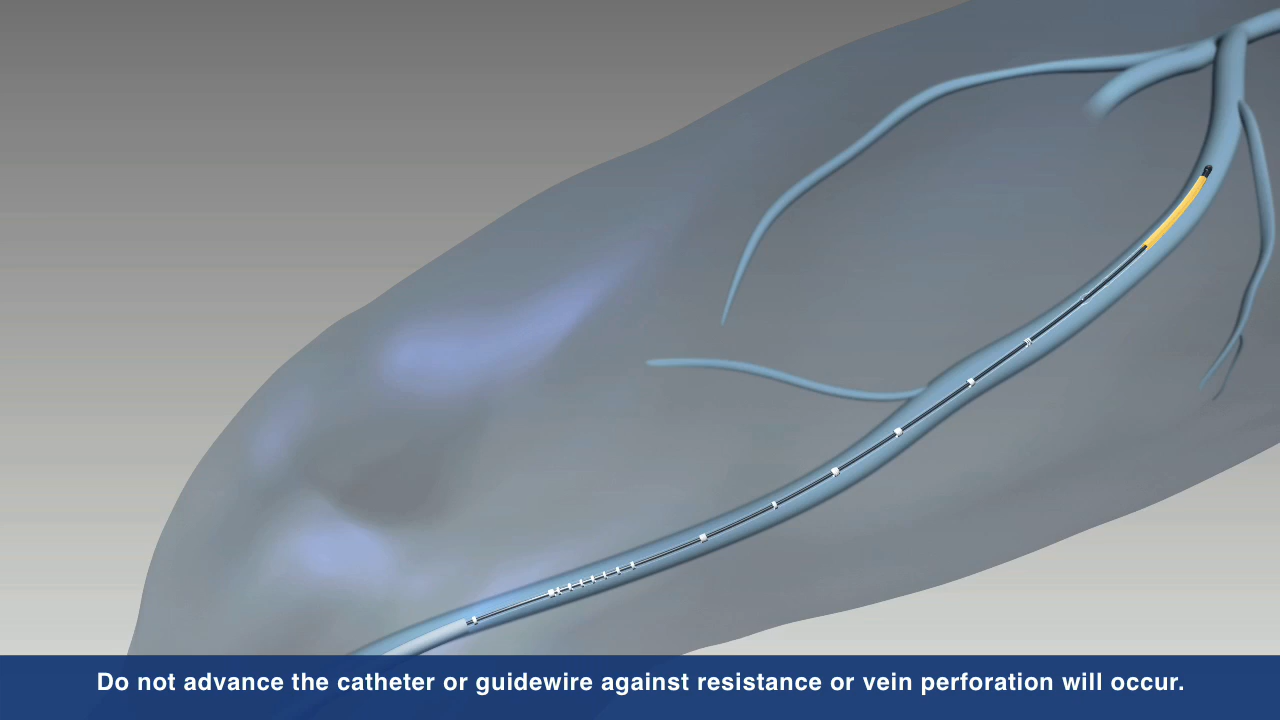 Do not advance the catheter or guidewire against resistance or vein perforation will occur.